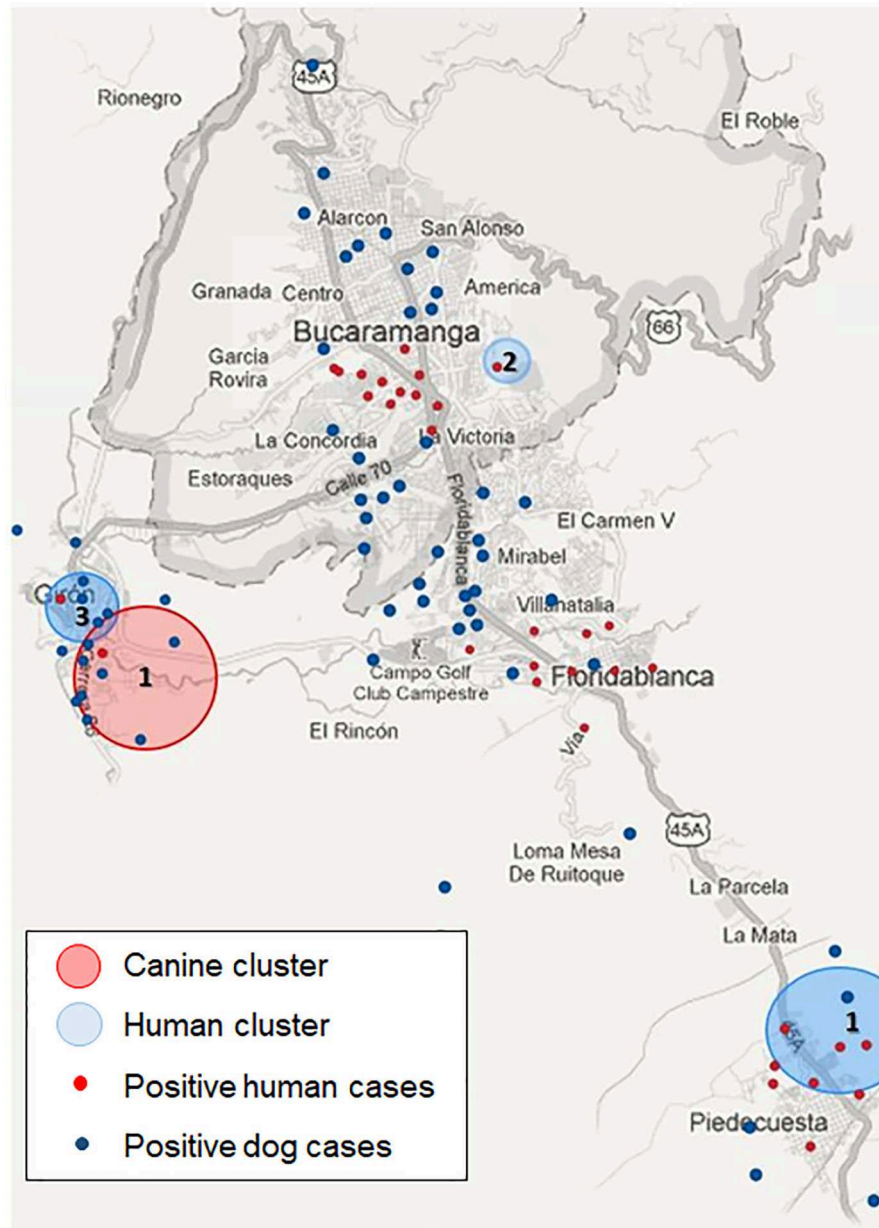 45A
Rionegro
El Roble
Alarcon
San Alonso
Granada Centro
America
Bucaramanga
66
Garcia
Rovira
2
La Concordia
La Victoria
Estoraques
Calle 70
Floridablanca
El Carmen V
Mirabel
Girón
3
Villanatalia
1
Campo Golf
Club Campestre
Floridablanca
El Rincón
Via
45A
Loma Mesa
De Ruitoque
La Parcela
La Mata
Canine cluster
Human cluster
1
45A
Positive human cases
Piedecuesta
Positive dog cases